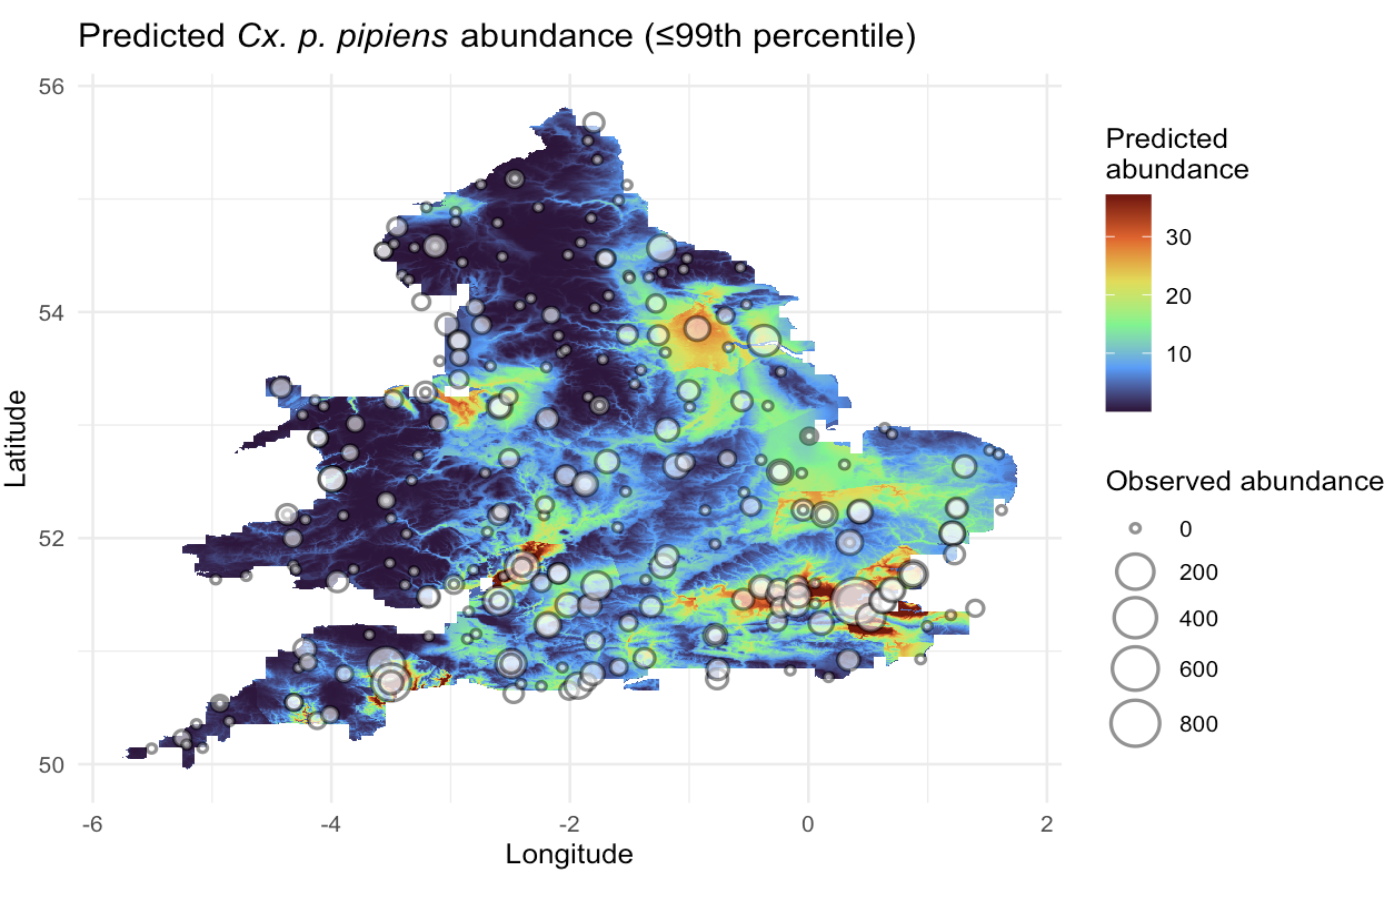 Predicted Cx. p. pipiens abundance (≤99th percentile)
56
54
52
50
Latitude
-6
-4
-2
0
2
Longitude
Predicted
abundance
30
20
10
Observed abundance
0
200
400
600
800